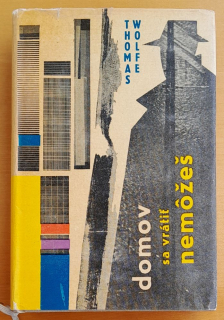 THOMAS
WOLFE
domov
sa vrátiť
nemôžeš